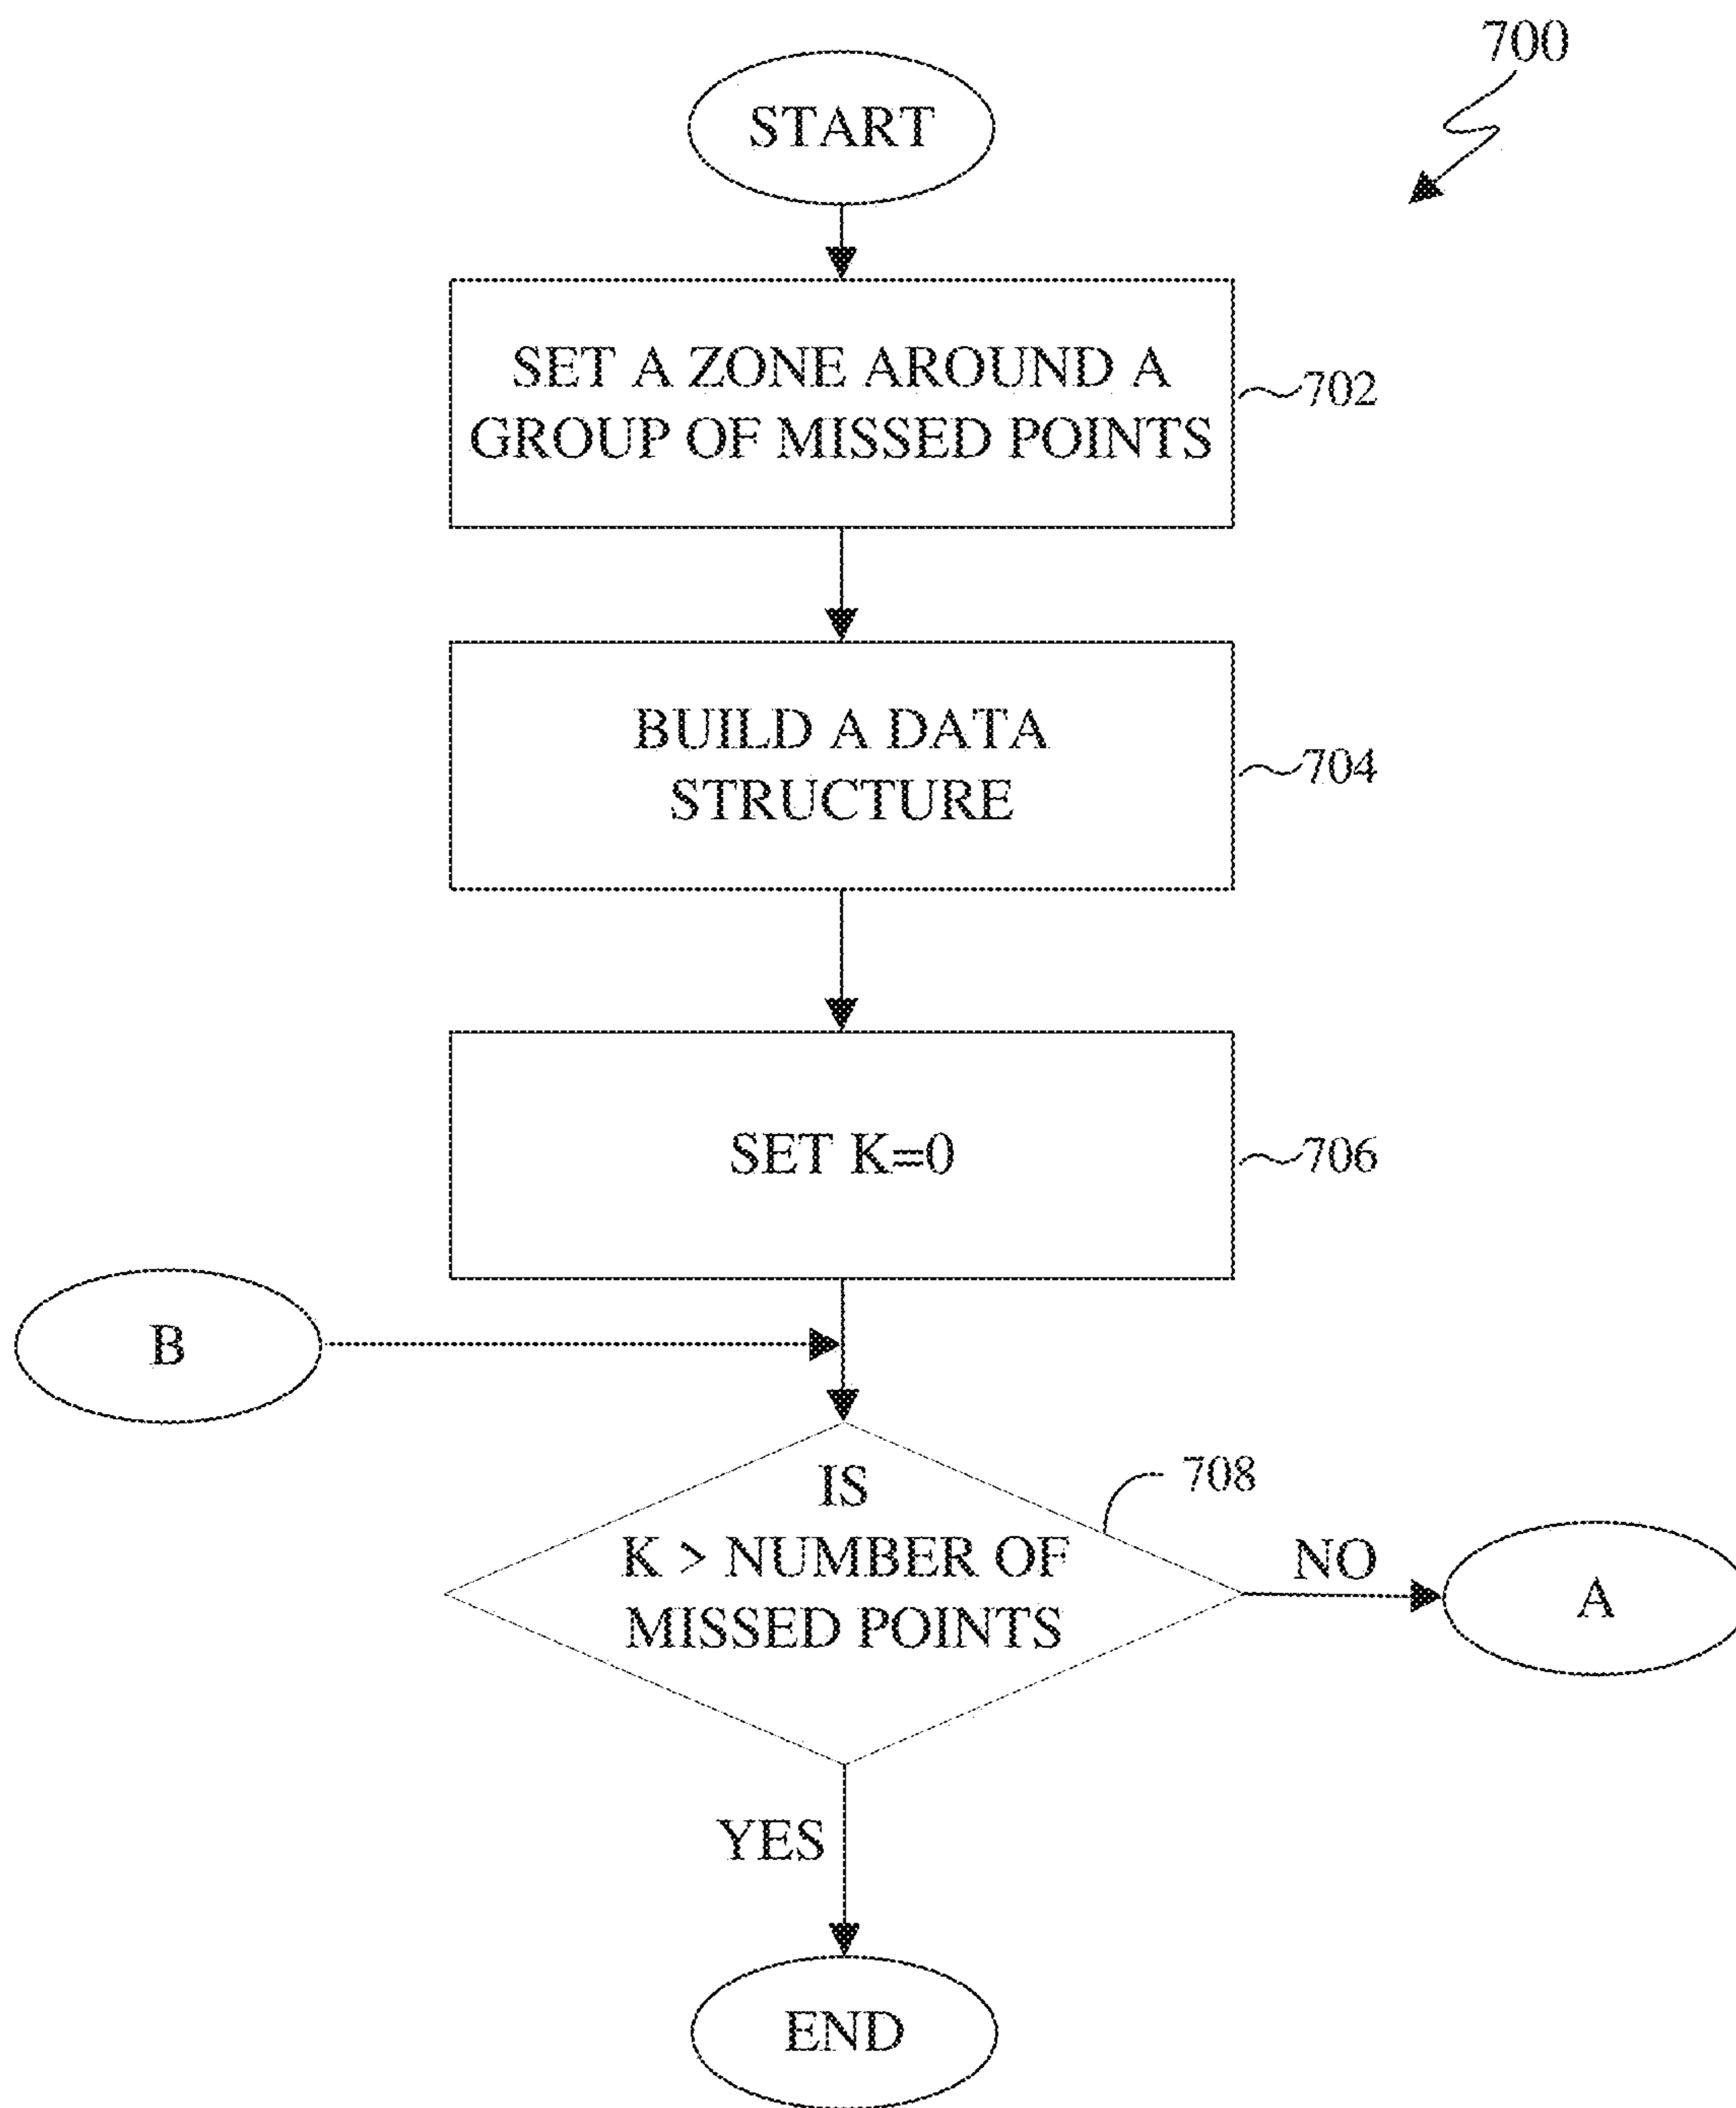 700
START
SET A ZONE AROUND A
GROUP OF MISSED POINTS
702
BUILD A DATA
STRUCTURE
704
SET K=0
706
B
IS
K > NUMBER OF
MISSED POINTS
708
NO
A
YES
END